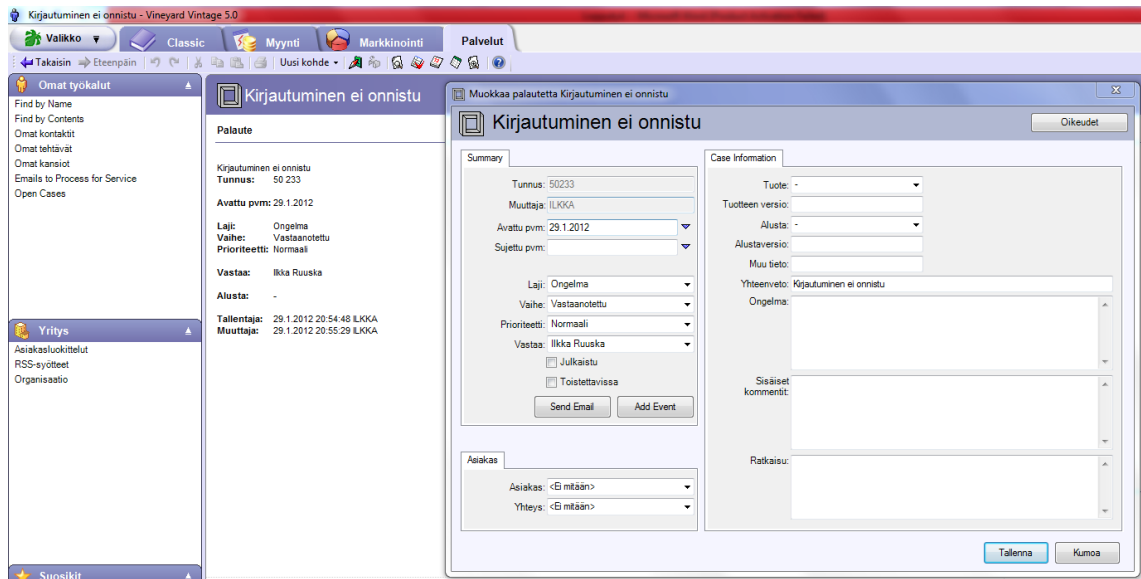 Kirjautuminen ei onnistu - Vineyard Vintage 5.0
Valikko Classic Myynti Markkinointi Palvelut
Takaisin Eteenpäin Uusi kohde
Omat työkalut
Find by Name
Find by Contents
Omat kontaktit
Omat tehtävät
Omat kansiot
Emails to Process for Service
Open Cases
Yritys
Asiakasluokittelut
RSS-syötteet
Organisaatio
Suosikit
Kirjautuminen ei onnistu
Palaute
Kirjautuminen ei onnistu
Tunnus: 50 233
Avattu pvm: 29.1.2012
Laji: Ongelma
Vaihe: Vastaanotettu
Prioriteetti: Normaali
Vastaa: Ilkka Ruuska
Alusta: -
Tallentaja: 29.1.2012 20:54:48 ILKKA
Muuttaja: 29.1.2012 20:55:29 ILKKA
Muokkaa palautetta Kirjautuminen ei onnistu
Kirjautuminen ei onnistu
Oikeudet
Summary
Tunnus: 50233
Muuttaja: ILKKA
Avattu pvm: 29.1.2012
Sujettu pvm:
Laji: Ongelma
Vaihe: Vastaanotettu
Prioriteetti: Normaali
Vastaa: Ilkka Ruuska
Julkaistu
Toistettavissa
Send Email Add Event
Asiakas
Asiakas: <Ei mitään>
Yhteys: <Ei mitään>
Case Information
Tuote: -
Tuotteen versio:
Alusta: -
Alustaversio:
Muu tieto:
Yhteenveto: Kirjautuminen ei onnistu
Ongelma:
Sisäiset
kommentit:
Ratkaisu:
Tallenna Kumoa